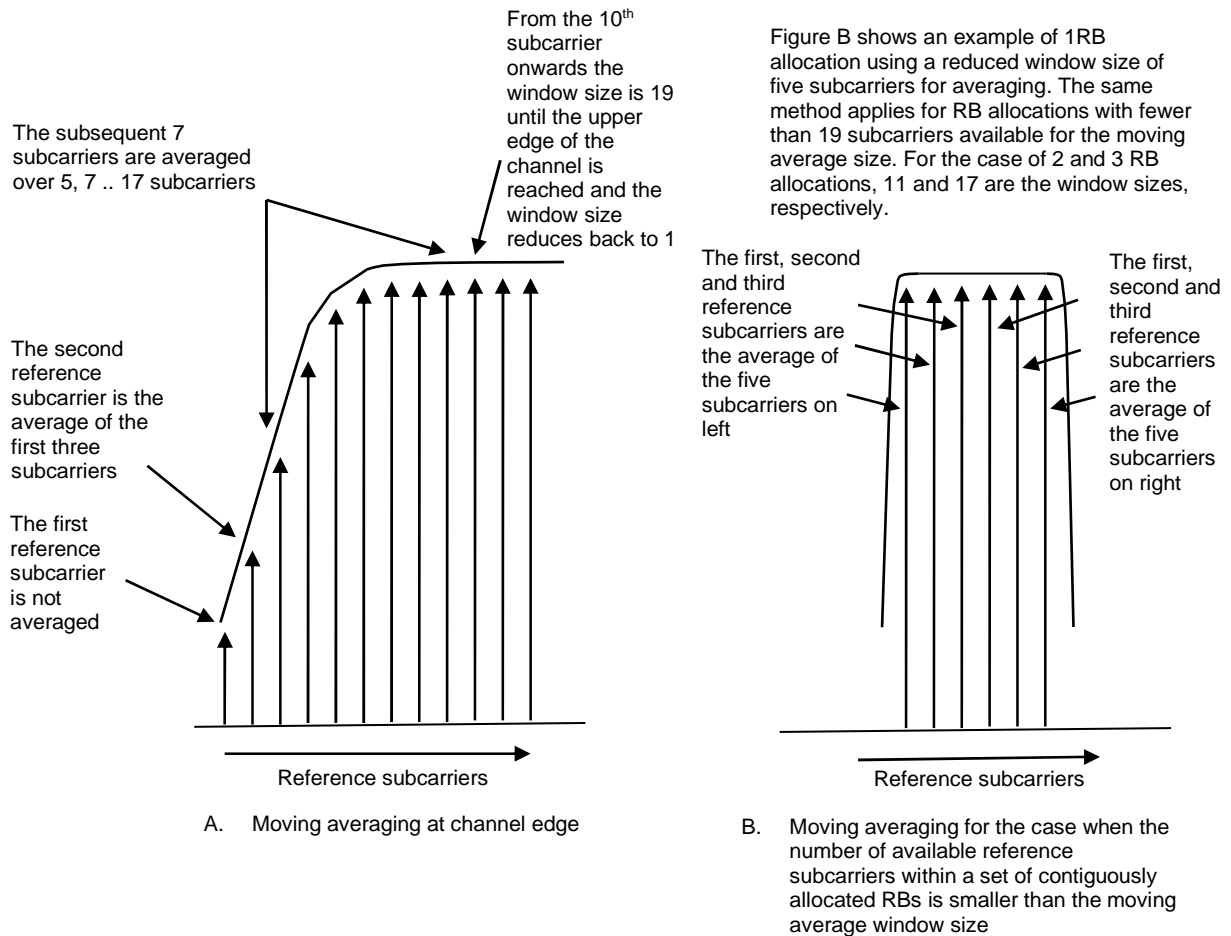 From the 10th
subcarrier
onwards the
window size is 19
until the upper
edge of the
channel is
reached and the
window size
reduces back to 1
The subsequent 7
subcarriers are averaged
over 5, 7 .. 17 subcarriers
The second
reference
subcarrier is the
average of the
first three
subcarriers
The first
reference
subcarrier
is not
averaged
Reference subcarriers
A. Moving averaging at channel edge
Figure B shows an example of 1RB
allocation using a reduced window size of
five subcarriers for averaging. The same
method applies for RB allocations with fewer
than 19 subcarriers available for the moving
average size. For the case of 2 and 3 RB
allocations, 11 and 17 are the window sizes,
respectively.
The first, second
and third
reference
subcarriers are
the average of
the five
subcarriers on
left
The first,
second and
third
reference
subcarriers
are the
average of
the five
subcarriers
on right
Reference subcarriers
B. Moving averaging for the case when the
number of available reference
subcarriers within a set of contiguously
allocated RBs is smaller than the moving
average window size